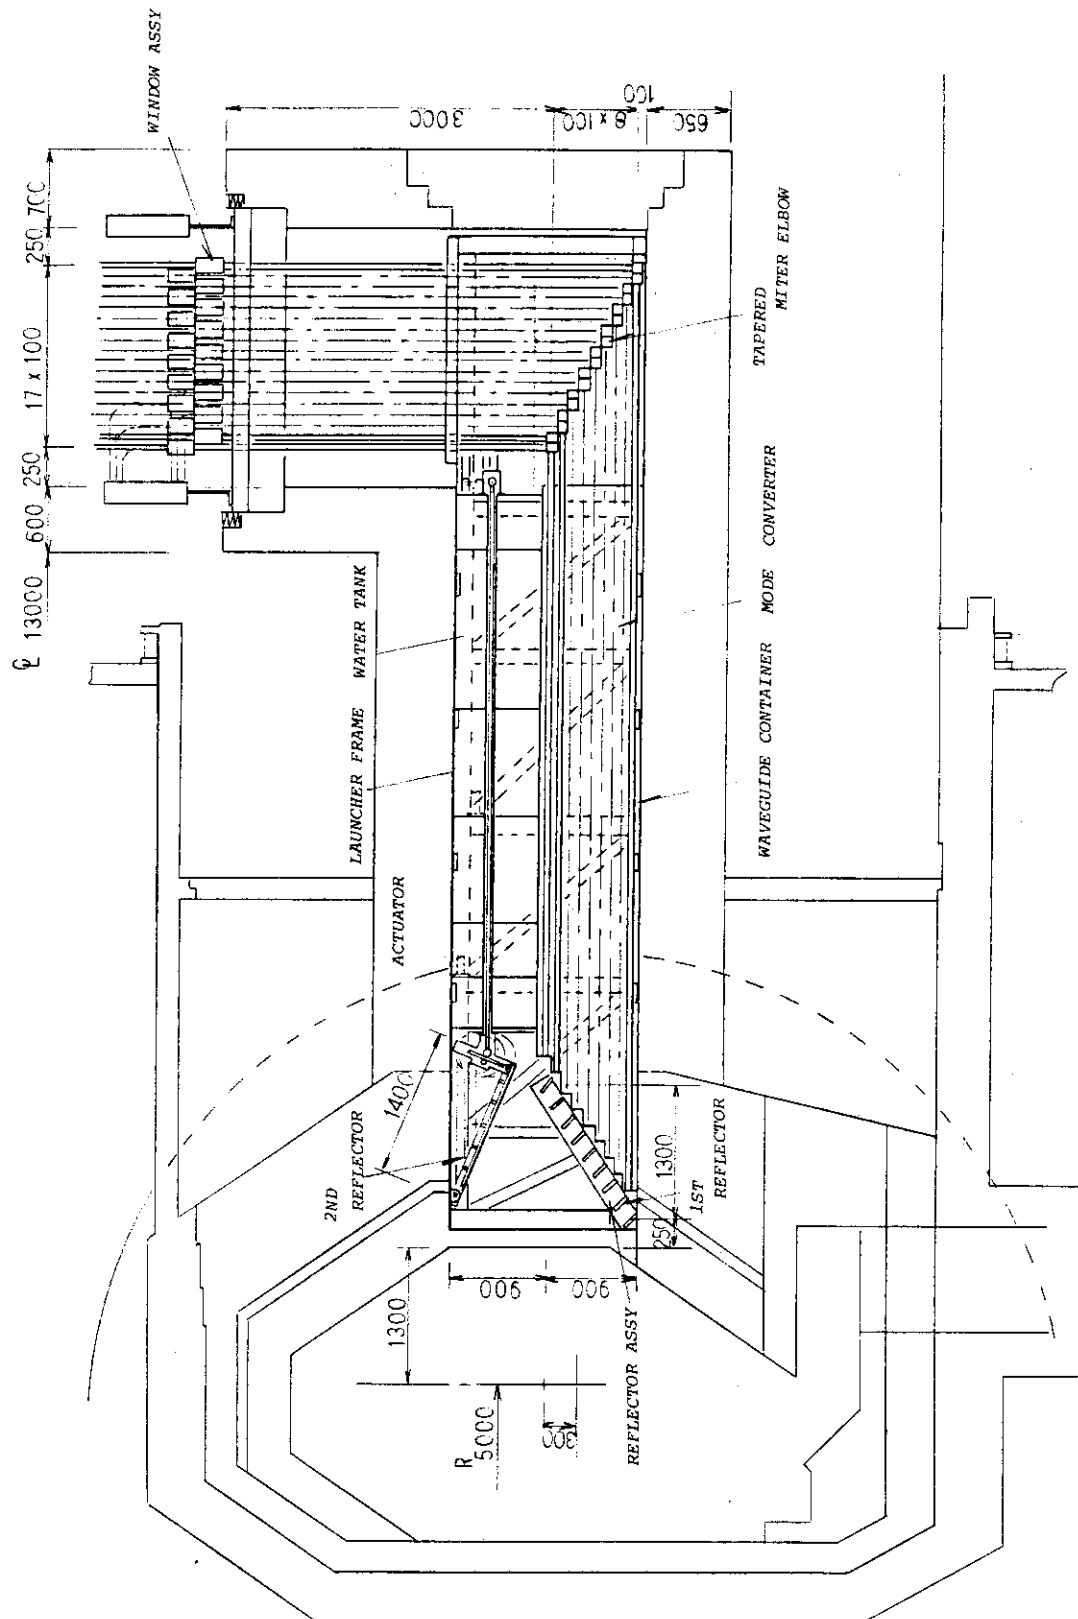 WINDOW ASSY
℄ 13000
600
250
17 x 100
250
700
3000
8 x 100
100
650
TAPERED
MITER ELBOW
LAUNCHER FRAME
WATER TANK
ACTUATOR
MODE CONVERTER
WAVEGUIDE CONTAINER
1400
2ND
REFLECTOR
1300
250
1ST
REFLECTOR
1300
900
900
REFLECTOR ASSY
R
5000
300